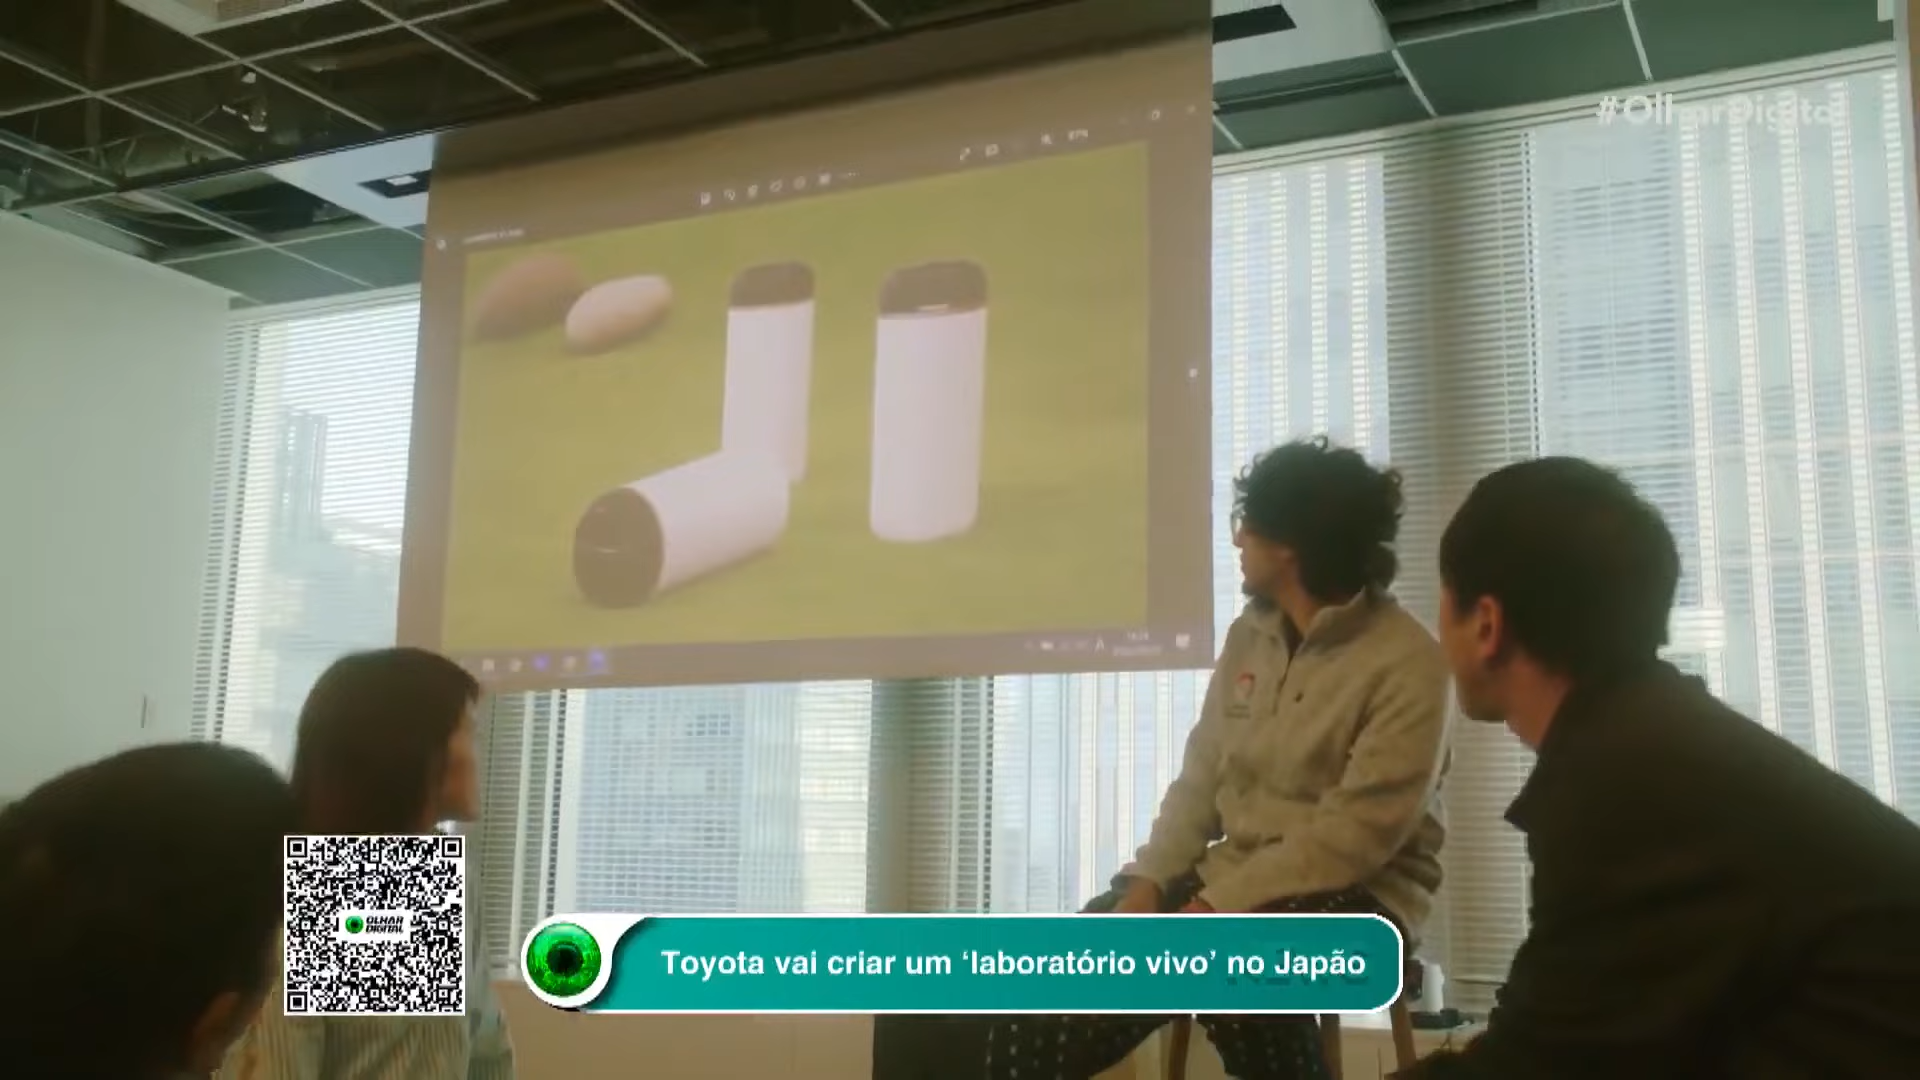 #OlharDigital
OLHAR
DIGITAL
Toyota vai criar um ‘laboratório vivo’ no Japão